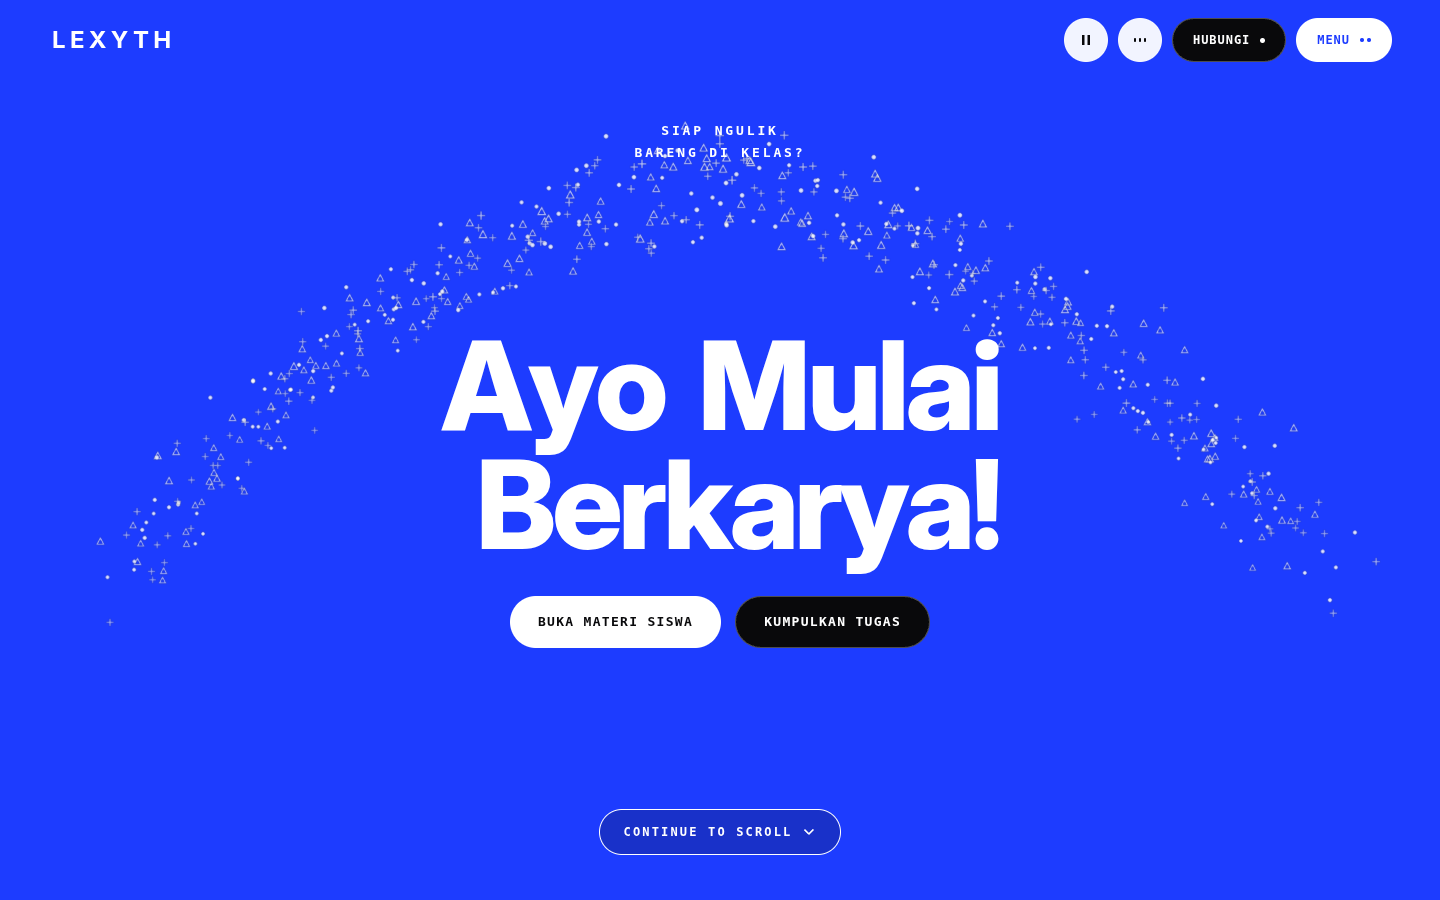 LEXYTH
HUBUNGI
MENU
SIAP NGULIK
BARENG DI KELAS?
Ayo Mulai
Berkarya!
BUKA MATERI SISWA
KUMPULKAN TUGAS
CONTINUE TO SCROLL